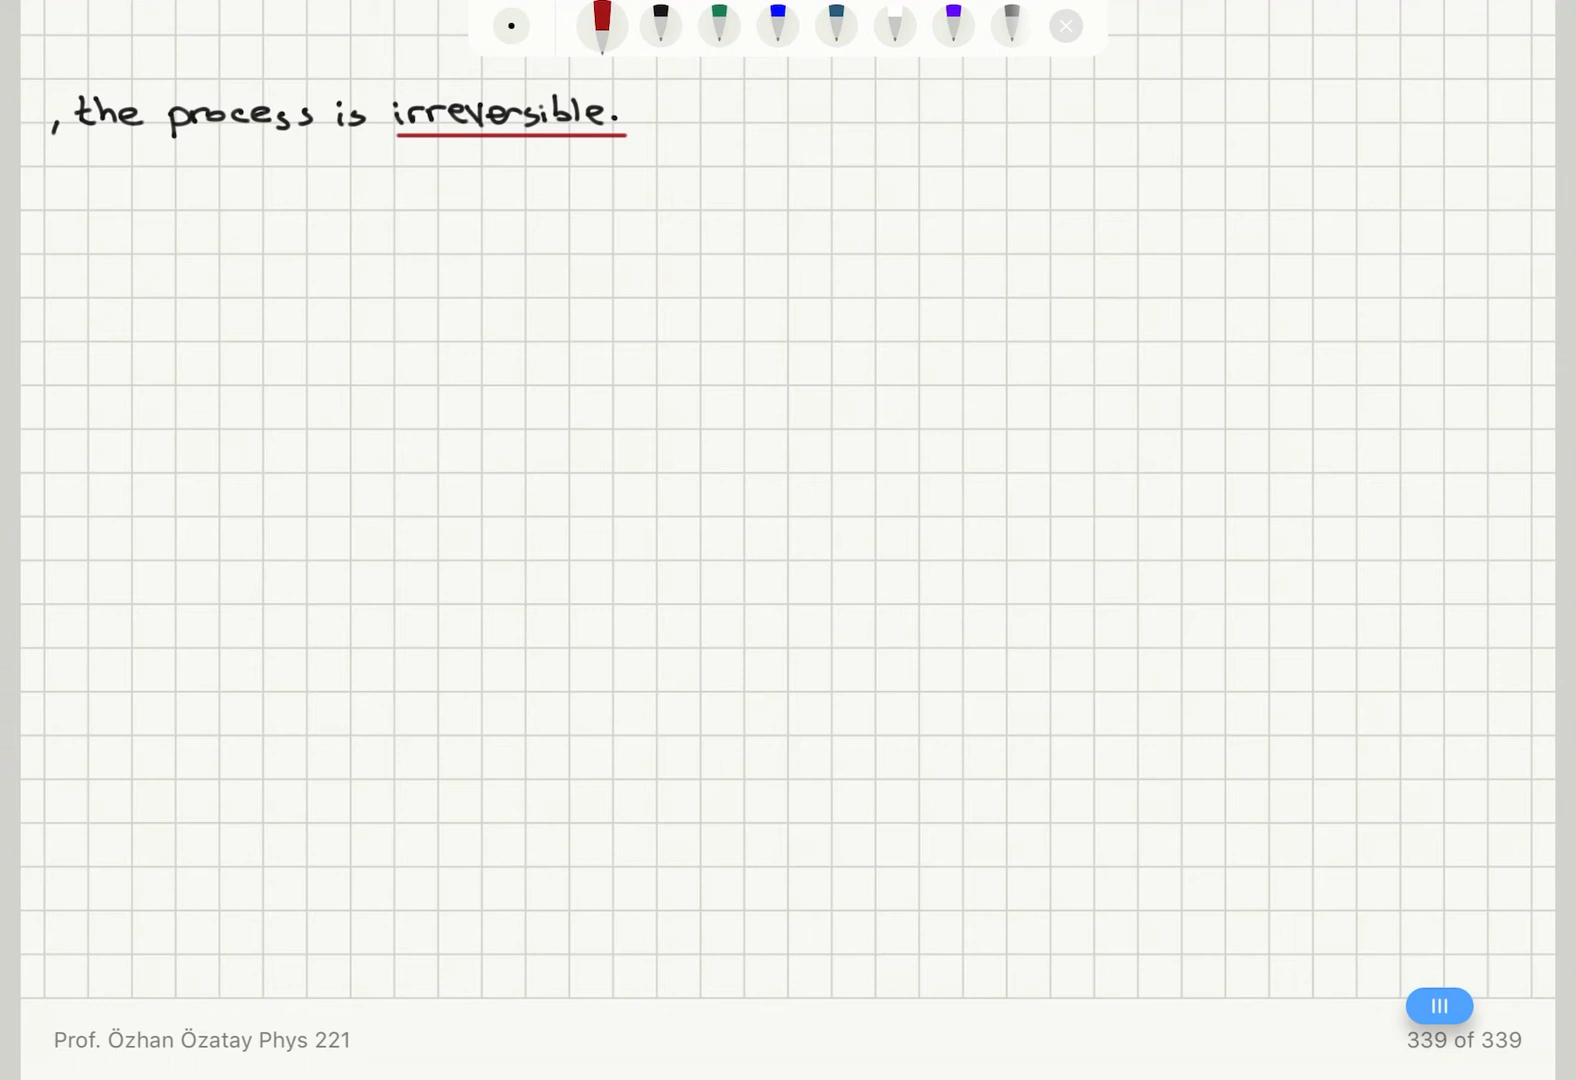 , the process is irreversible.
Prof. Özhan Özatay Phys 221
339 of 339